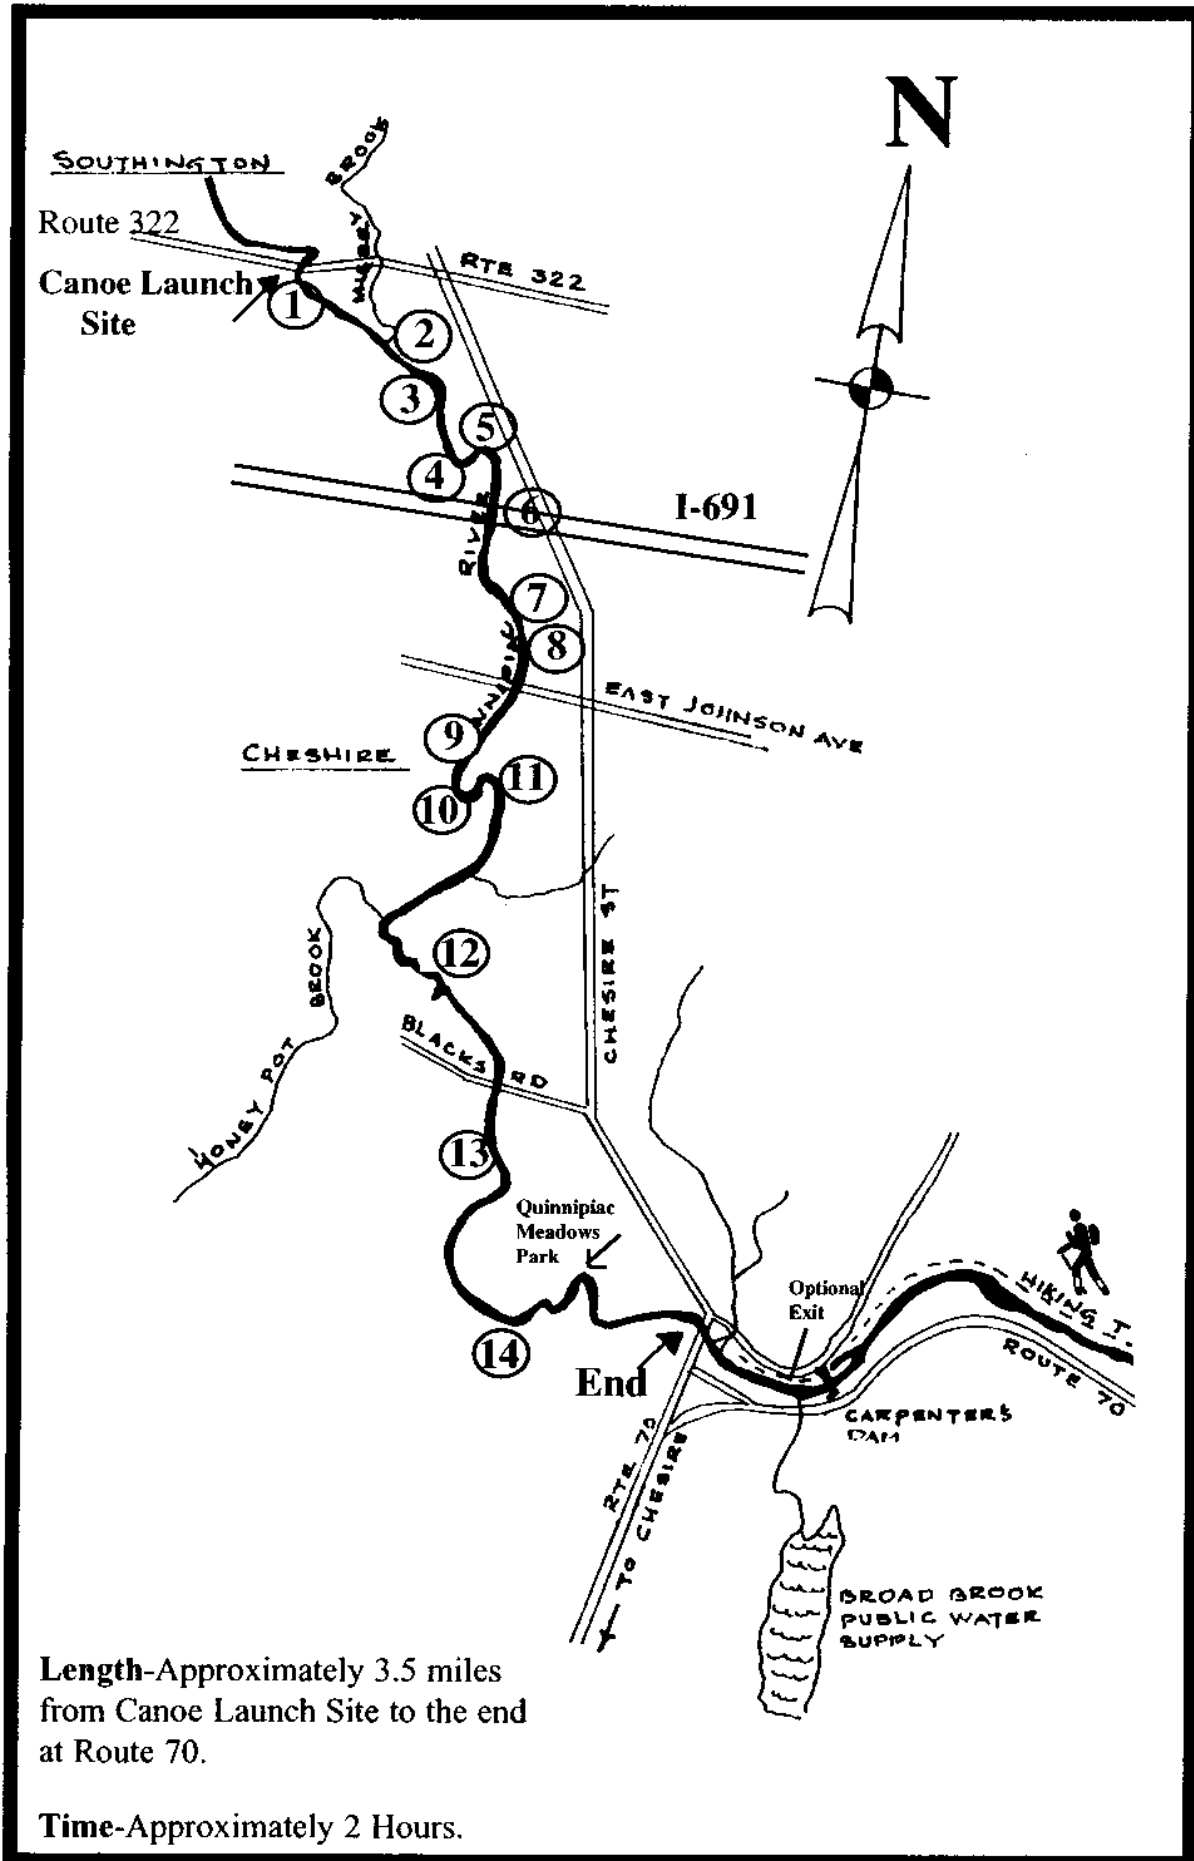 N
SOUTHINGTON
BROOK
Route 322
MISERY
RTE 322
Canoe Launch
Site
1
2
3
5
4
RIVER
6
I-691
7
8
EAST JOHNSON AVE
9
CHESHIRE
11
10
12
BROOK
CHESIRE ST
BLACKS RD
HONEY POT
13
Quinnipiac
Meadows
Park
Optional
Exit
HIKING T.
14
End
ROUTE 70
CARPENTER'S
DAM
RTE 70
TO CHESIRE
BROAD BROOK
PUBLIC WATER
SUPPLY
Length-Approximately 3.5 miles
from Canoe Launch Site to the end
at Route 70.
Time-Approximately 2 Hours.